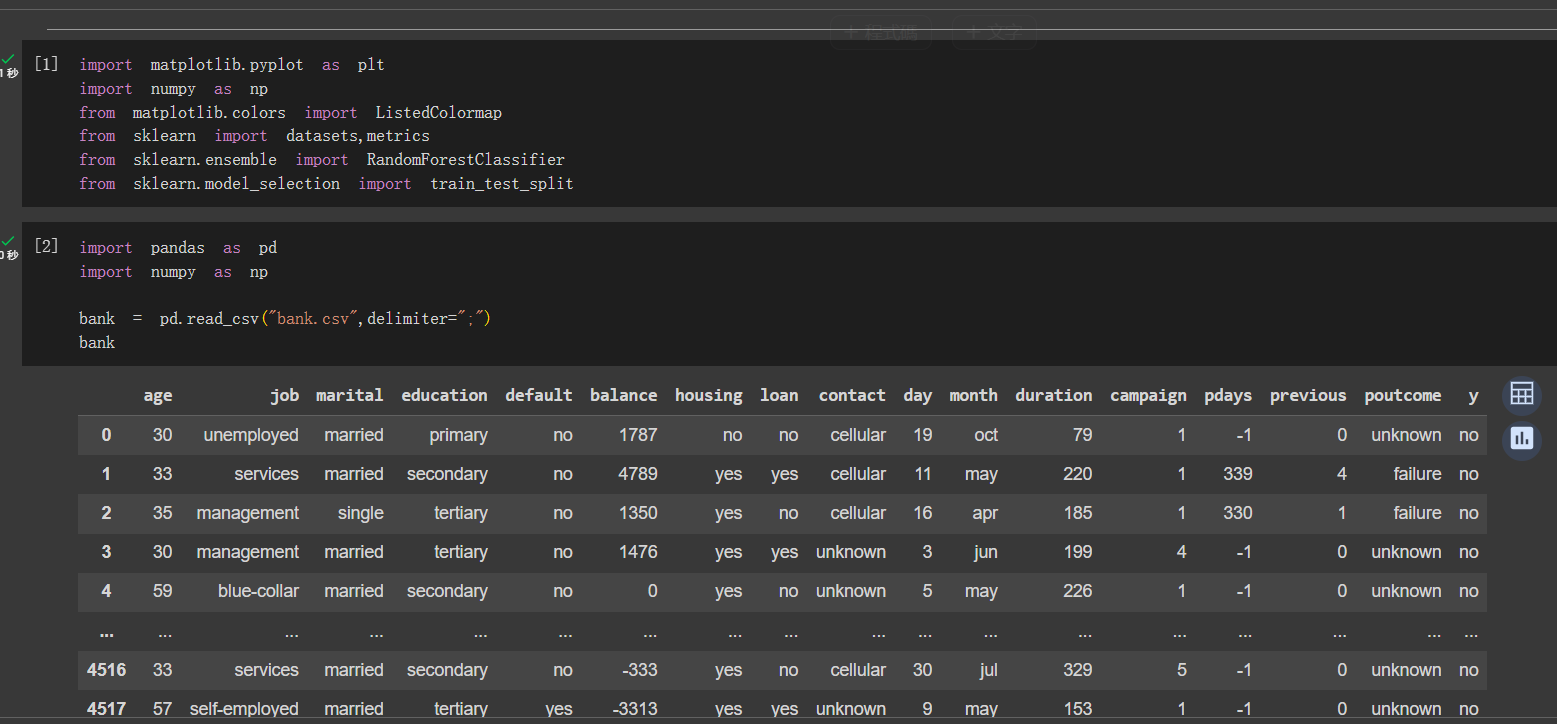 + 程式碼 + 文字
1 秒
[1] import matplotlib.pyplot as plt
import numpy as np
from matplotlib.colors import ListedColormap
from sklearn import datasets,metrics
from sklearn.ensemble import RandomForestClassifier
from sklearn.model_selection import train_test_split
0 秒
[2] import pandas as pd
import numpy as np
bank = pd.read_csv("bank.csv",delimiter=";")
bank
age job marital education default balance housing loan contact day month duration campaign pdays previous poutcome y
0 30 unemployed married primary no 1787 no no cellular 19 oct 79 1 -1 0 unknown no
1 33 services married secondary no 4789 yes yes cellular 11 may 220 1 339 4 failure no
2 35 management single tertiary no 1350 yes no cellular 16 apr 185 1 330 1 failure no
3 30 management married tertiary no 1476 yes yes unknown 3 jun 199 4 -1 0 unknown no
4 59 blue-collar married secondary no 0 yes no unknown 5 may 226 1 -1 0 unknown no
... ... ... ... ... ... ... ... ... ... ... ... ... ... ... ... ... ...
4516 33 services married secondary no -333 yes no cellular 30 jul 329 5 -1 0 unknown no
4517 57 self-employed married tertiary yes -3313 yes yes unknown 9 may 153 1 -1 0 unknown no